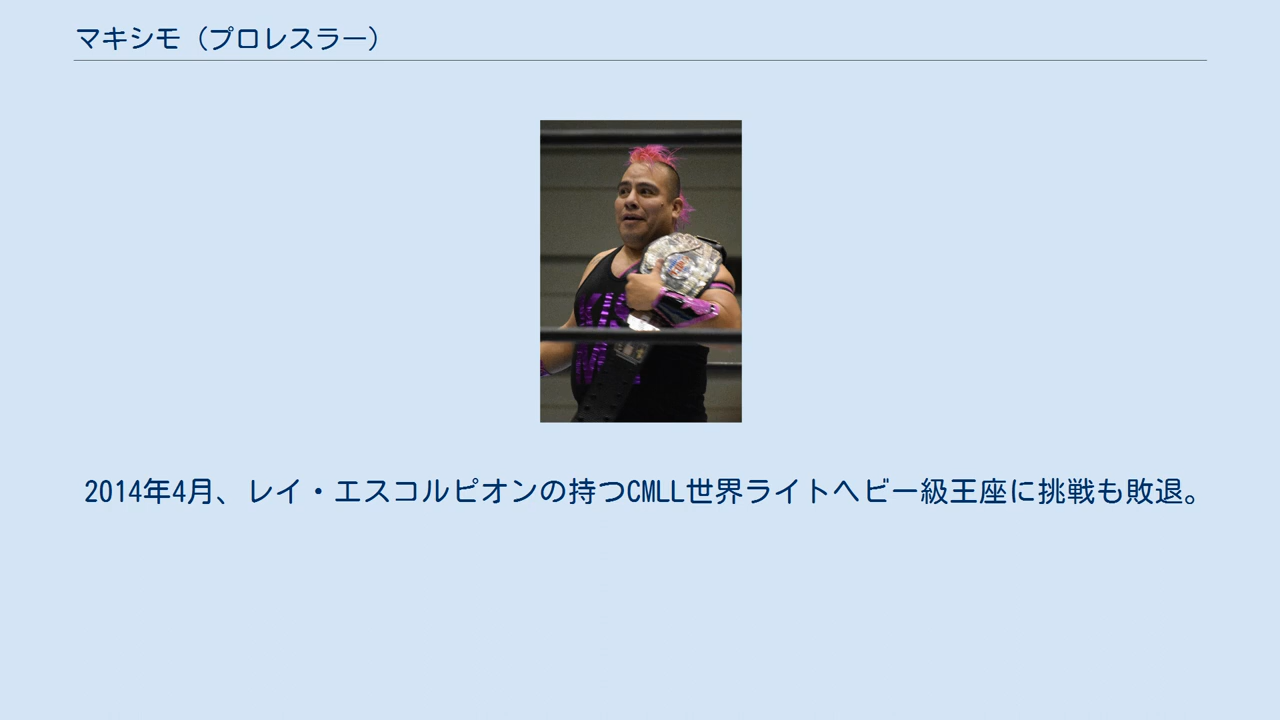 マキシモ（プロレスラー）
2014年4月、レイ・エスコルピオンの持つCMLL世界ライトヘビー級王座に挑戦も敗退。